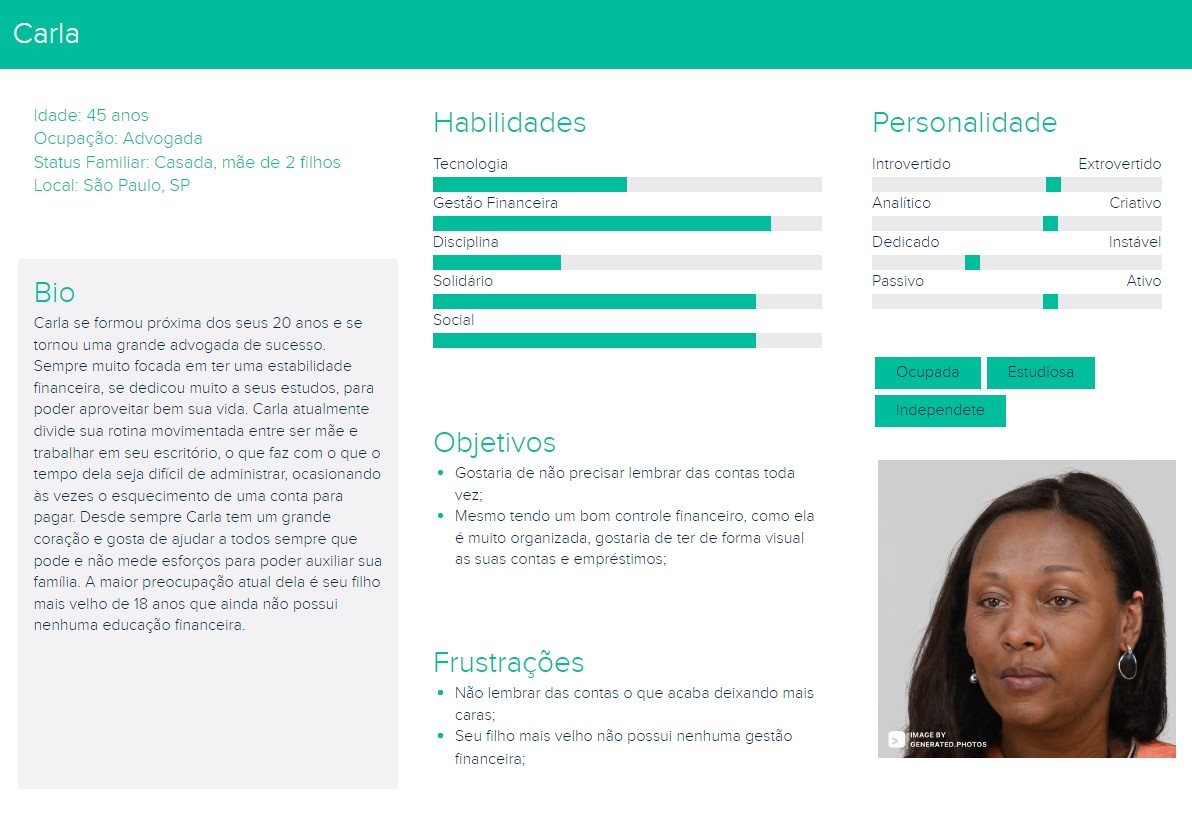 Carla
Idade: 45 anos
Ocupação: Advogada
Status Familiar: Casada, mãe de 2 filhos
Local: São Paulo, SP
Bio
Carla se formou próxima dos seus 20 anos e se
tornou uma grande advogada de sucesso.
Sempre muito focada em ter uma estabilidade
financeira, se dedicou muito a seus estudos, para
poder aproveitar bem sua vida. Carla atualmente
divide sua rotina movimentada entre ser mãe e
trabalhar em seu escritório, o que faz com o que o
tempo dela seja difícil de administrar, ocasionando
às vezes o esquecimento de uma conta para
pagar. Desde sempre Carla tem um grande
coração e gosta de ajudar a todos sempre que
pode e não mede esforços para poder auxiliar sua
família. A maior preocupação atual dela é seu filho
mais velho de 18 anos que ainda não possui
nenhuma educação financeira.
Habilidades
Tecnologia
Gestão Financeira
Disciplina
Solidário
Social
Objetivos
Gostaria de não precisar lembrar das contas toda
vez;
Mesmo tendo um bom controle financeiro, como ela
é muito organizada, gostaria de ter de forma visual
as suas contas e empréstimos;
Frustrações
Não lembrar das contas o que acaba deixando mais
caras;
Seu filho mais velho não possui nenhuma gestão
financeira;
Personalidade
Introvertido Extrovertido
Analítico Criativo
Dedicado Instável
Passivo Ativo
Ocupada Estudiosa
Independete
IMAGE BY
GENERATED.PHOTOS